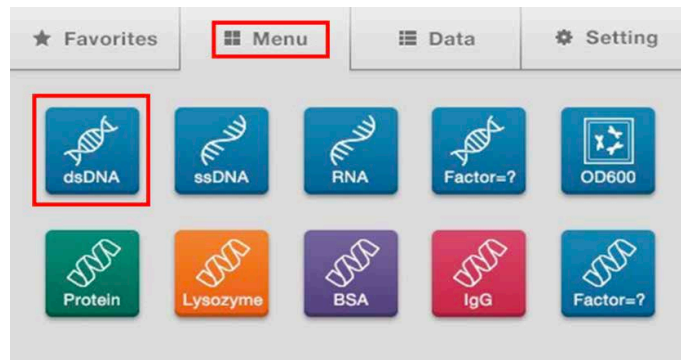 Favorites Menu Data Setting
dsDNA ssDNA RNA Factor=? OD600
Protein Lysozyme BSA IgG Factor=?